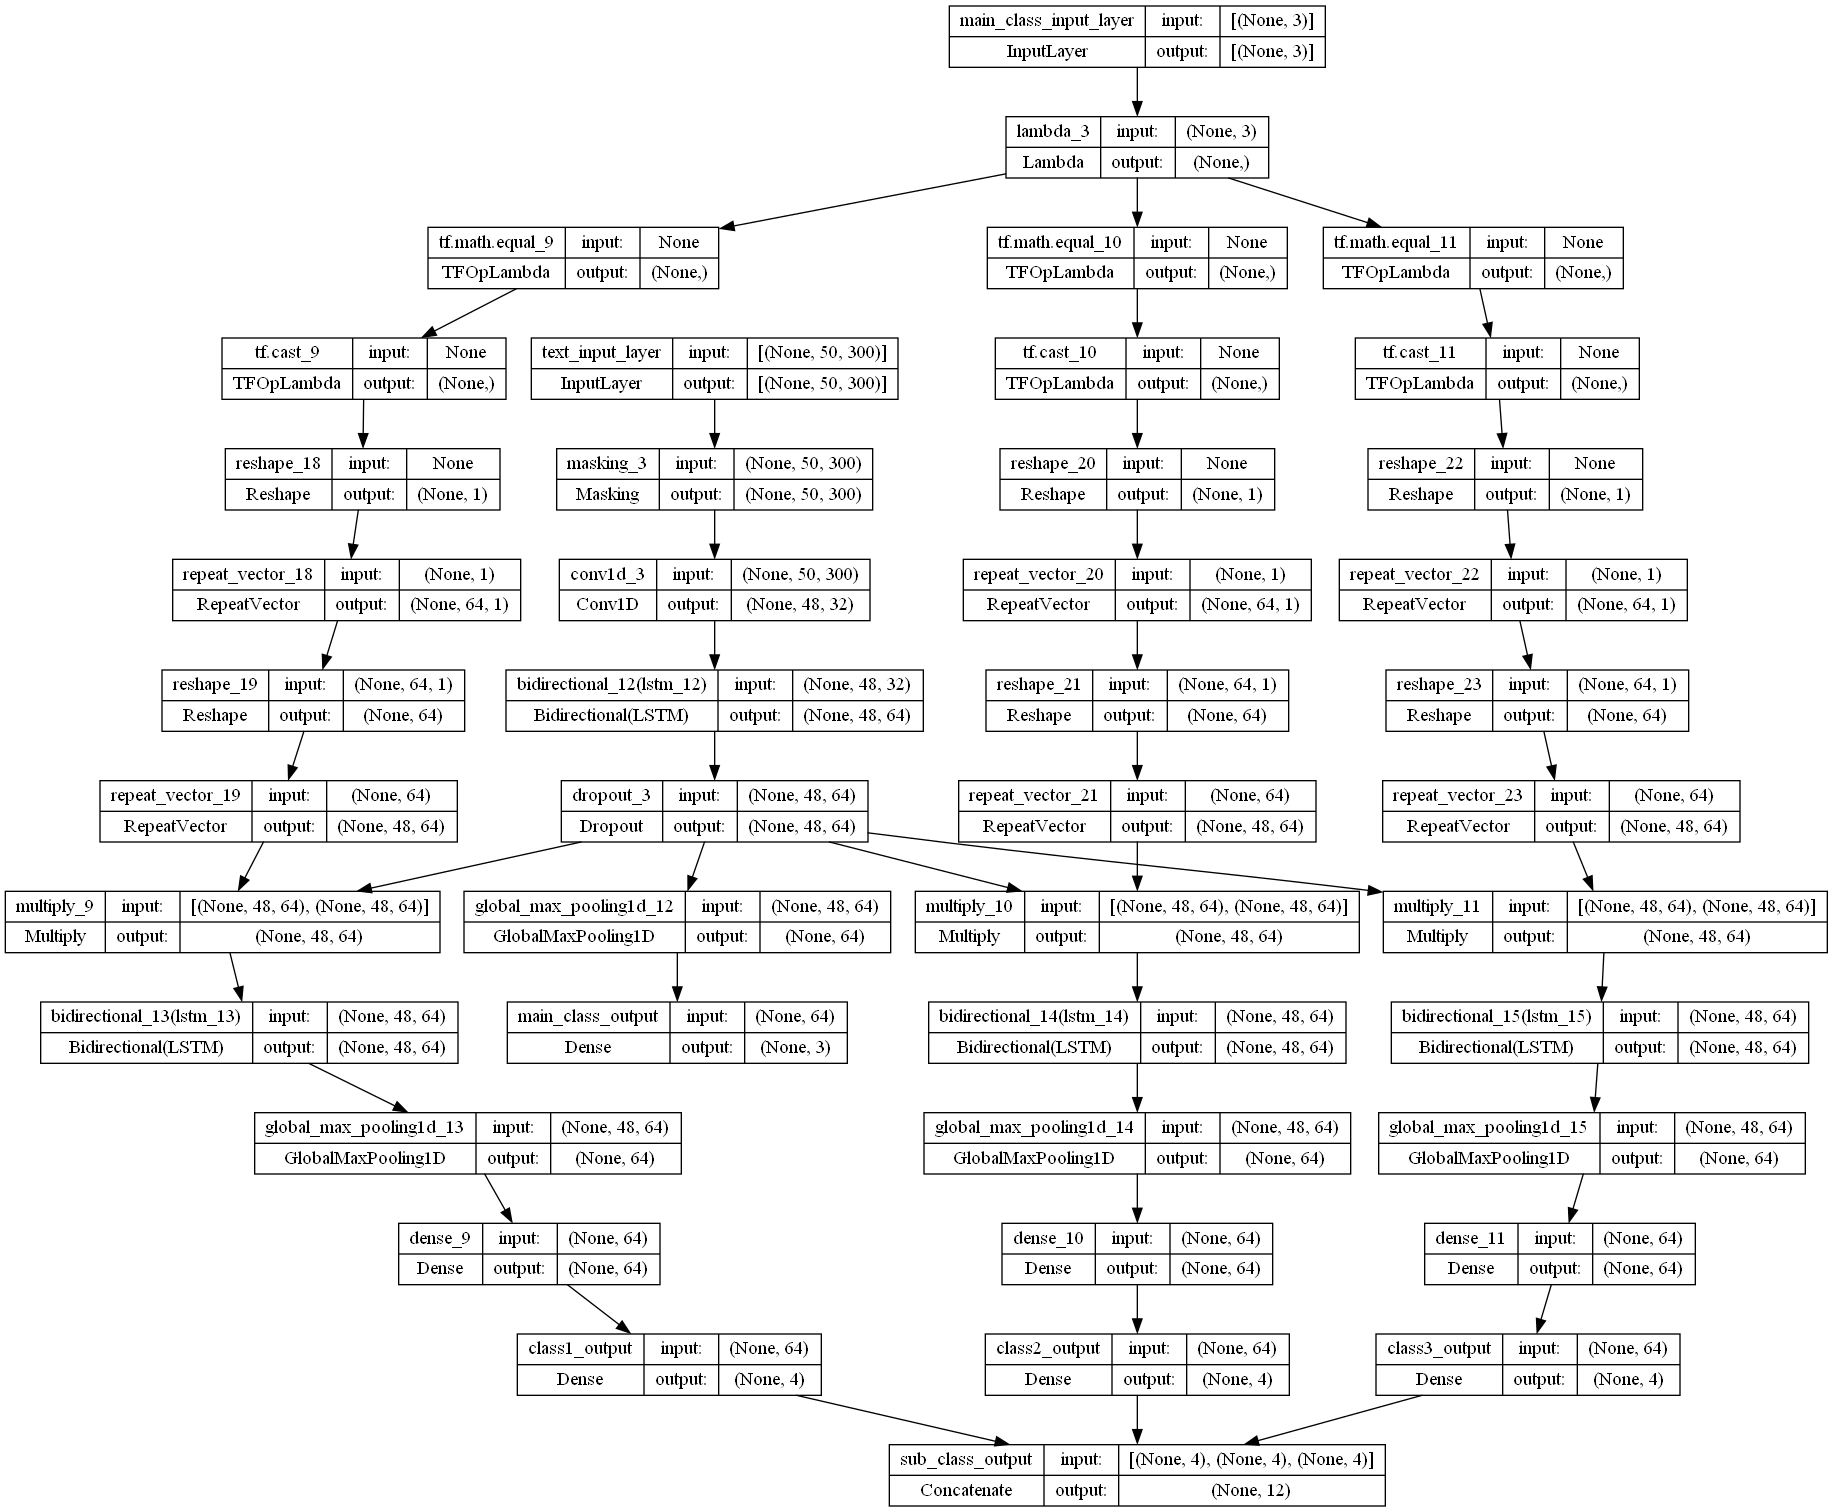 main_class_input_layer input: [(None, 3)]
InputLayer output: [(None, 3)]
lambda_3 input: (None, 3)
Lambda output: (None,)
tf.math.equal_9 input: None
TFOpLambda output: (None,)
tf.math.equal_10 input: None
TFOpLambda output: (None,)
tf.math.equal_11 input: None
TFOpLambda output: (None,)
tf.cast_9 input: None
TFOpLambda output: (None,)
text_input_layer input: [(None, 50, 300)]
InputLayer output: [(None, 50, 300)]
tf.cast_10 input: None
TFOpLambda output: (None,)
tf.cast_11 input: None
TFOpLambda output: (None,)
reshape_18 input: None
Reshape output: (None, 1)
masking_3 input: (None, 50, 300)
Masking output: (None, 50, 300)
reshape_20 input: None
Reshape output: (None, 1)
reshape_22 input: None
Reshape output: (None, 1)
repeat_vector_18 input: (None, 1)
RepeatVector output: (None, 64, 1)
conv1d_3 input: (None, 50, 300)
Conv1D output: (None, 48, 32)
repeat_vector_20 input: (None, 1)
RepeatVector output: (None, 64, 1)
repeat_vector_22 input: (None, 1)
RepeatVector output: (None, 64, 1)
reshape_19 input: (None, 64, 1)
Reshape output: (None, 64)
bidirectional_12(lstm_12) input: (None, 48, 32)
Bidirectional(LSTM) output: (None, 48, 64)
reshape_21 input: (None, 64, 1)
Reshape output: (None, 64)
reshape_23 input: (None, 64, 1)
Reshape output: (None, 64)
repeat_vector_19 input: (None, 64)
RepeatVector output: (None, 48, 64)
dropout_3 input: (None, 48, 64)
Dropout output: (None, 48, 64)
repeat_vector_21 input: (None, 64)
RepeatVector output: (None, 48, 64)
repeat_vector_23 input: (None, 64)
RepeatVector output: (None, 48, 64)
multiply_9 input: [(None, 48, 64), (None, 48, 64)]
Multiply output: (None, 48, 64)
global_max_pooling1d_12 input: (None, 48, 64)
GlobalMaxPooling1D output: (None, 64)
multiply_10 input: [(None, 48, 64), (None, 48, 64)]
Multiply output: (None, 48, 64)
multiply_11 input: [(None, 48, 64), (None, 48, 64)]
Multiply output: (None, 48, 64)
bidirectional_13(lstm_13) input: (None, 48, 64)
Bidirectional(LSTM) output: (None, 48, 64)
main_class_output input: (None, 64)
Dense output: (None, 3)
bidirectional_14(lstm_14) input: (None, 48, 64)
Bidirectional(LSTM) output: (None, 48, 64)
bidirectional_15(lstm_15) input: (None, 48, 64)
Bidirectional(LSTM) output: (None, 48, 64)
global_max_pooling1d_13 input: (None, 48, 64)
GlobalMaxPooling1D output: (None, 64)
global_max_pooling1d_14 input: (None, 48, 64)
GlobalMaxPooling1D output: (None, 64)
global_max_pooling1d_15 input: (None, 48, 64)
GlobalMaxPooling1D output: (None, 64)
dense_9 input: (None, 64)
Dense output: (None, 64)
dense_10 input: (None, 64)
Dense output: (None, 64)
dense_11 input: (None, 64)
Dense output: (None, 64)
class1_output input: (None, 64)
Dense output: (None, 4)
class2_output input: (None, 64)
Dense output: (None, 4)
class3_output input: (None, 64)
Dense output: (None, 4)
sub_class_output input: [(None, 4), (None, 4), (None, 4)]
Concatenate output: (None, 12)